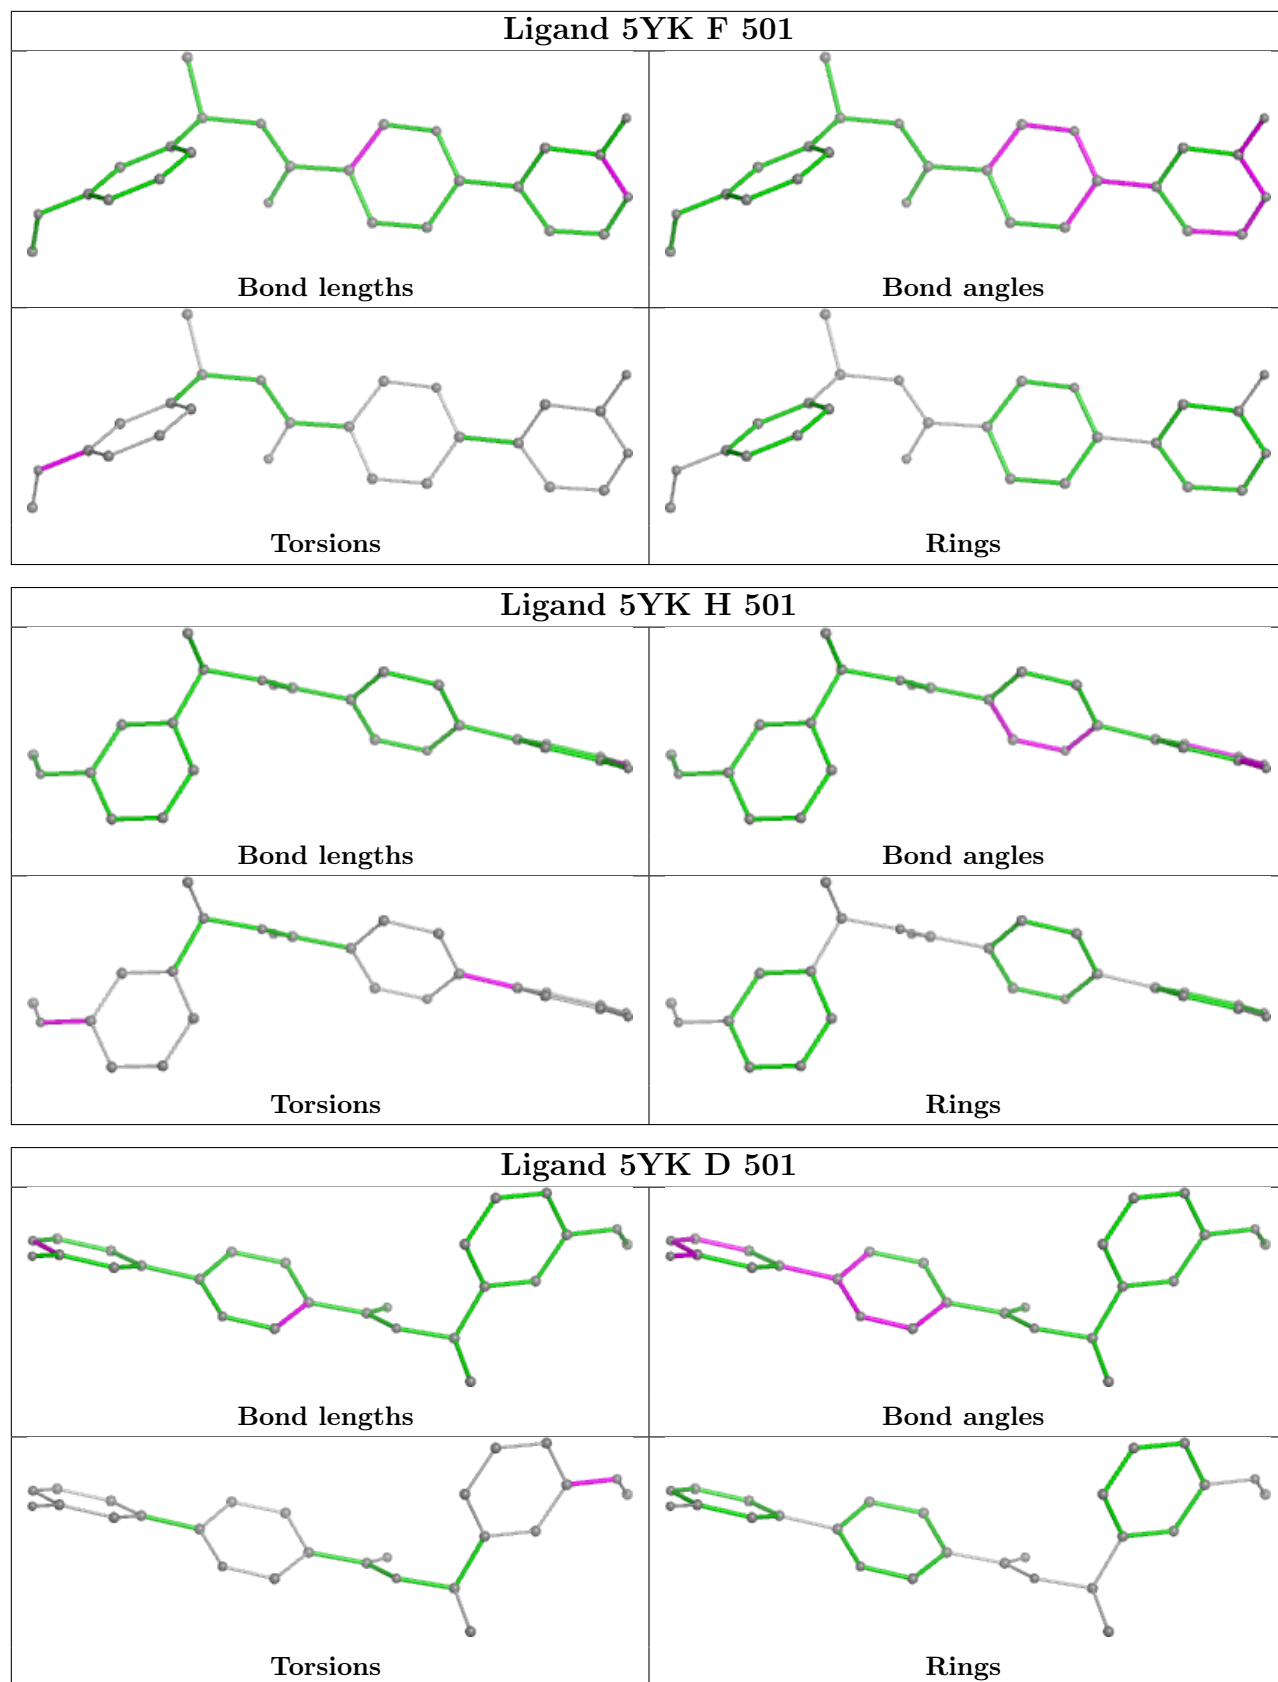 Ligand 5YK F 501
Bond lengths
Bond angles
Torsions
Rings
Ligand 5YK H 501
Bond lengths
Bond angles
Torsions
Rings
Ligand 5YK D 501
Bond lengths
Bond angles
Torsions
Rings